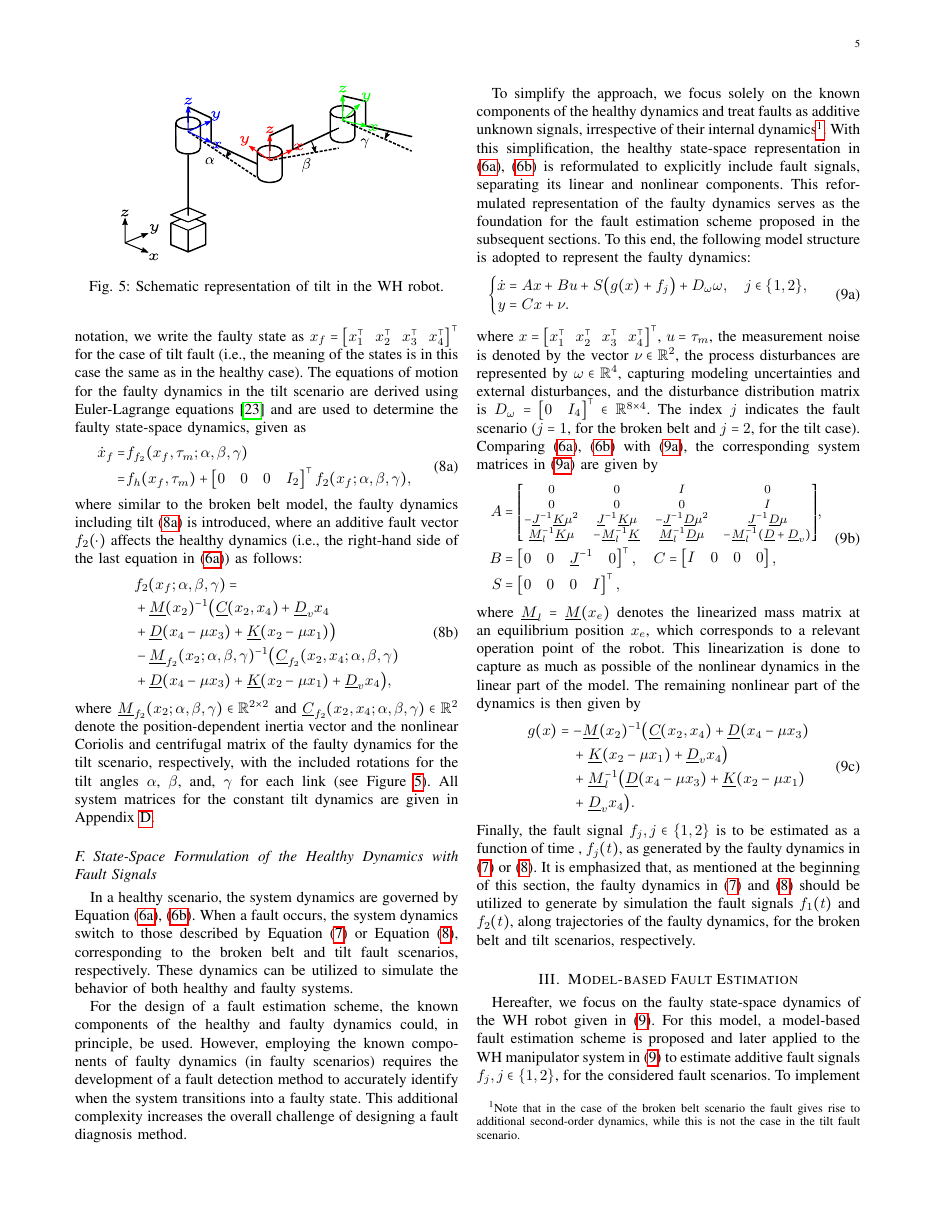 5
z
y
x
α
z
y
x
β
z
y
x
γ
z
y
x
Fig. 5: Schematic representation of tilt in the WH robot.
notation, we write the faulty state as x_f = [x_1^⊤ x_2^⊤ x_3^⊤ x_4^⊤]^⊤
for the case of tilt fault (i.e., the meaning of the states is in this
case the same as in the healthy case). The equations of motion
for the faulty dynamics in the tilt scenario are derived using
Euler-Lagrange equations [23] and are used to determine the
faulty state-space dynamics, given as
ẋ_f = f_{f_2}(x_f, τ_m; α, β, γ)
= f_h(x_f, τ_m) + [0 0 0 I_2]^⊤ f_2(x_f; α, β, γ),
(8a)
where similar to the broken belt model, the faulty dynamics
including tilt (8a) is introduced, where an additive fault vector
f_2(·) affects the healthy dynamics (i.e., the right-hand side of
the last equation in (6a)) as follows:
f_2(x_f; α, β, γ) =
+ M(x_2)^{-1}(C(x_2, x_4) + D_v x_4
+ D(x_4 − μx_3) + K(x_2 − μx_1))
(8b)
− M_{f_2}(x_2; α, β, γ)^{-1}(C_{f_2}(x_2, x_4; α, β, γ)
+ D(x_4 − μx_3) + K(x_2 − μx_1) + D_v x_4),
where M_{f_2}(x_2; α, β, γ) ∈ ℝ^{2×2} and C_{f_2}(x_2, x_4; α, β, γ) ∈ ℝ^2
denote the position-dependent inertia vector and the nonlinear
Coriolis and centrifugal matrix of the faulty dynamics for the
tilt scenario, respectively, with the included rotations for the
tilt angles α, β, and, γ for each link (see Figure 5). All
system matrices for the constant tilt dynamics are given in
Appendix D.
F. State-Space Formulation of the Healthy Dynamics with
Fault Signals
In a healthy scenario, the system dynamics are governed by
Equation (6a), (6b). When a fault occurs, the system dynamics
switch to those described by Equation (7) or Equation (8),
corresponding to the broken belt and tilt fault scenarios,
respectively. These dynamics can be utilized to simulate the
behavior of both healthy and faulty systems.
For the design of a fault estimation scheme, the known
components of the healthy and faulty dynamics could, in
principle, be used. However, employing the known compo-
nents of faulty dynamics (in faulty scenarios) requires the
development of a fault detection method to accurately identify
when the system transitions into a faulty state. This additional
complexity increases the overall challenge of designing a fault
diagnosis method.
To simplify the approach, we focus solely on the known
components of the healthy dynamics and treat faults as additive
unknown signals, irrespective of their internal dynamics^1. With
this simplification, the healthy state-space representation in
(6a), (6b) is reformulated to explicitly include fault signals,
separating its linear and nonlinear components. This refor-
mulated representation of the faulty dynamics serves as the
foundation for the fault estimation scheme proposed in the
subsequent sections. To this end, the following model structure
is adopted to represent the faulty dynamics:
{ ẋ = Ax + Bu + S(g(x) + f_j) + D_ω ω, j ∈ {1, 2},
y = Cx + ν.
(9a)
where x = [x_1^⊤ x_2^⊤ x_3^⊤ x_4^⊤]^⊤, u = τ_m, the measurement noise
is denoted by the vector ν ∈ ℝ^2, the process disturbances are
represented by ω ∈ ℝ^4, capturing modeling uncertainties and
external disturbances, and the disturbance distribution matrix
is D_ω = [0 I_4]^⊤ ∈ ℝ^{8×4}. The index j indicates the fault
scenario (j = 1, for the broken belt and j = 2, for the tilt case).
Comparing (6a), (6b) with (9a), the corresponding system
matrices in (9a) are given by
0 0 I 0
A = [ 0 0 0 I ],
−J^{-1}Kμ^2 J^{-1}Kμ −J^{-1}Dμ^2 J^{-1}Dμ
M_l^{-1}Kμ −M_l^{-1}K M_l^{-1}Dμ −M_l^{-1}(D + D_v)
(9b)
B = [0 0 J^{-1} 0]^⊤, C = [I 0 0 0],
S = [0 0 0 I]^⊤,
where M_l = M(x_e) denotes the linearized mass matrix at
an equilibrium position x_e, which corresponds to a relevant
operation point of the robot. This linearization is done to
capture as much as possible of the nonlinear dynamics in the
linear part of the model. The remaining nonlinear part of the
dynamics is then given by
g(x) = −M(x_2)^{-1}(C(x_2, x_4) + D(x_4 − μx_3)
+ K(x_2 − μx_1) + D_v x_4)
(9c)
+ M_l^{-1}(D(x_4 − μx_3) + K(x_2 − μx_1)
+ D_v x_4).
Finally, the fault signal f_j, j ∈ {1, 2} is to be estimated as a
function of time , f_j(t), as generated by the faulty dynamics in
(7) or (8). It is emphasized that, as mentioned at the beginning
of this section, the faulty dynamics in (7) and (8) should be
utilized to generate by simulation the fault signals f_1(t) and
f_2(t), along trajectories of the faulty dynamics, for the broken
belt and tilt scenarios, respectively.
III. MODEL-BASED FAULT ESTIMATION
Hereafter, we focus on the faulty state-space dynamics of
the WH robot given in (9). For this model, a model-based
fault estimation scheme is proposed and later applied to the
WH manipulator system in (9) to estimate additive fault signals
f_j, j ∈ {1, 2}, for the considered fault scenarios. To implement
^1Note that in the case of the broken belt scenario the fault gives rise to
additional second-order dynamics, while this is not the case in the tilt fault
scenario.